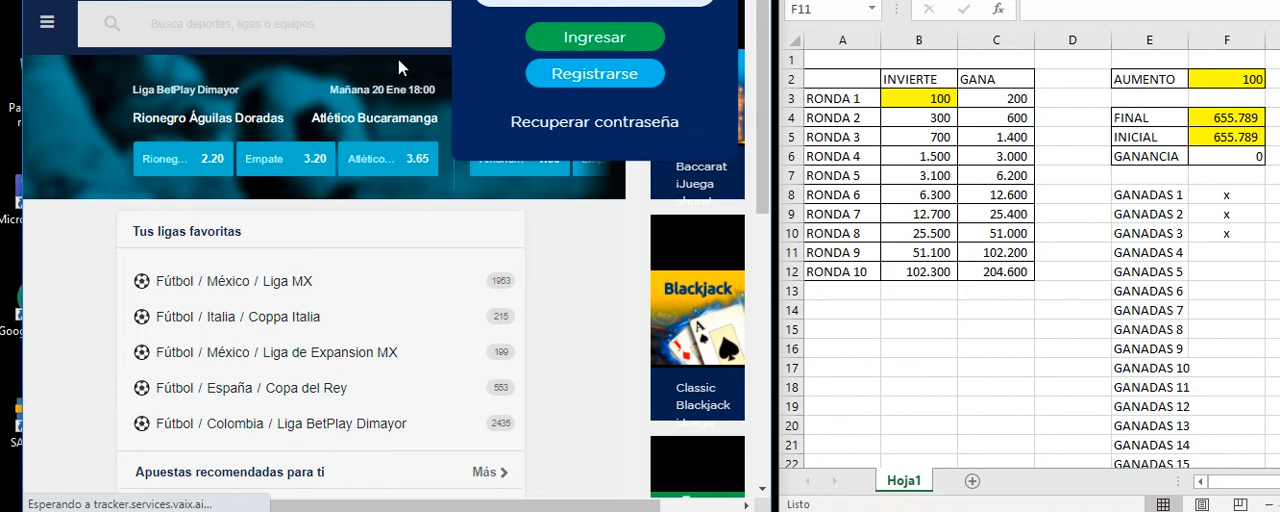 Busca deportes, ligas o equipos
Ingresar
Registrarse
Recuperar contraseña
Liga BetPlay Dimayor
Mañana 20 Ene 18:00
Rionegro Águilas Doradas
Atlético Bucaramanga
Rioneg... 2.20
Empate 3.20
Atlético... 3.65
Baccarat
¡Juega
Tus ligas favoritas
Fútbol / México / Liga MX 1953
Fútbol / Italia / Coppa Italia 215
Fútbol / México / Liga de Expansion MX 199
Fútbol / España / Copa del Rey 553
Fútbol / Colombia / Liga BetPlay Dimayor 2435
Apuestas recomendadas para ti
Más
Blackjack
Classic
Blackjack
Esperando a tracker.services.vaix.ai...
F11
fx
A B C D E F
1
2 INVIERTE GANA AUMENTO 100
3 RONDA 1 100 200
4 RONDA 2 300 600 FINAL 655.789
5 RONDA 3 700 1.400 INICIAL 655.789
6 RONDA 4 1.500 3.000 GANANCIA 0
7 RONDA 5 3.100 6.200
8 RONDA 6 6.300 12.600 GANADAS 1 x
9 RONDA 7 12.700 25.400 GANADAS 2 x
10 RONDA 8 25.500 51.000 GANADAS 3 x
11 RONDA 9 51.100 102.200 GANADAS 4
12 RONDA 10 102.300 204.600 GANADAS 5
13 GANADAS 6
14 GANADAS 7
15 GANADAS 8
16 GANADAS 9
17 GANADAS 10
18 GANADAS 11
19 GANADAS 12
20 GANADAS 13
21 GANADAS 14
22 GANADAS 15
Hoja1
Listo